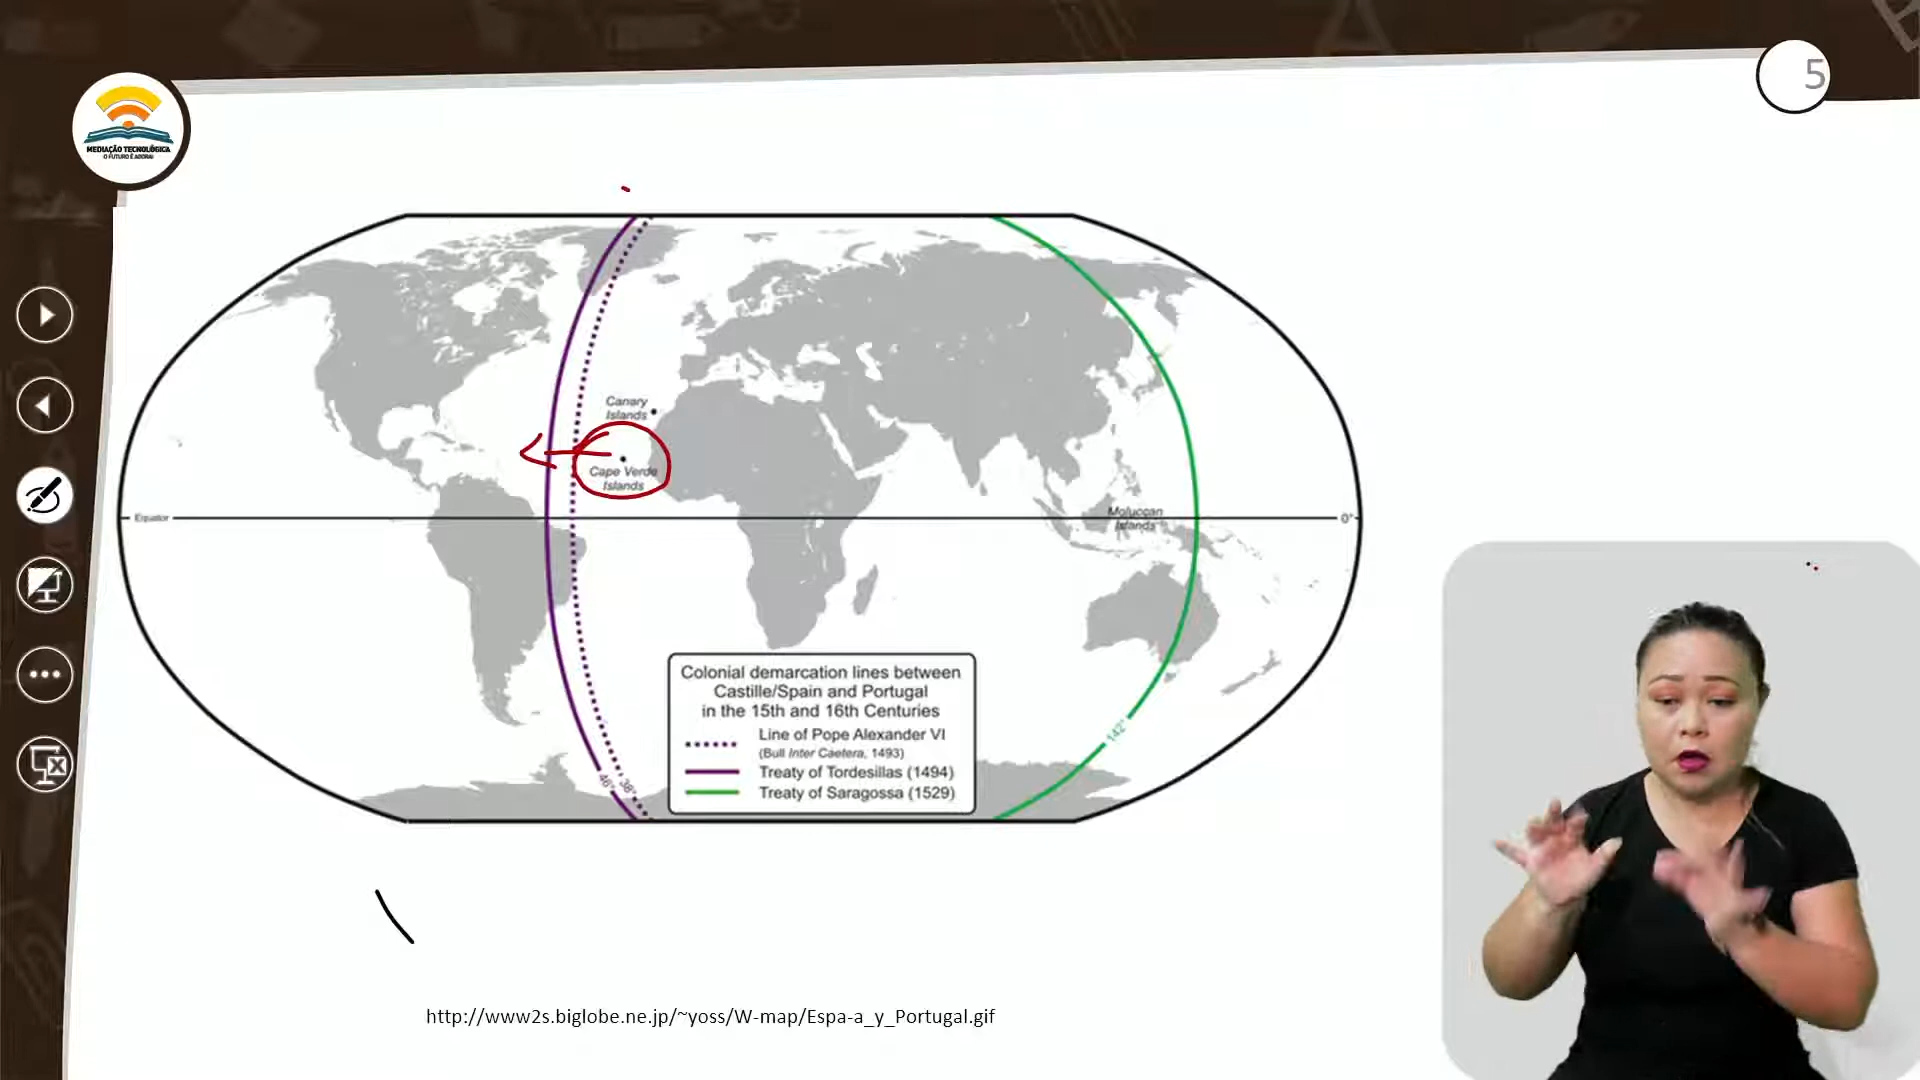 5
MEDIAÇÃO TECNOLÓGICA
O FUTURO É AGORA!
Canary
Islands
Cape Verde
Islands
Equator
Moluccan
Islands
0°
142°
46°
38°
Colonial demarcation lines between
Castille/Spain and Portugal
in the 15th and 16th Centuries
Line of Pope Alexander VI
(Bull Inter Caetera, 1493)
Treaty of Tordesillas (1494)
Treaty of Saragossa (1529)
http://www2s.biglobe.ne.jp/~yoss/W-map/Espa-a_y_Portugal.gif